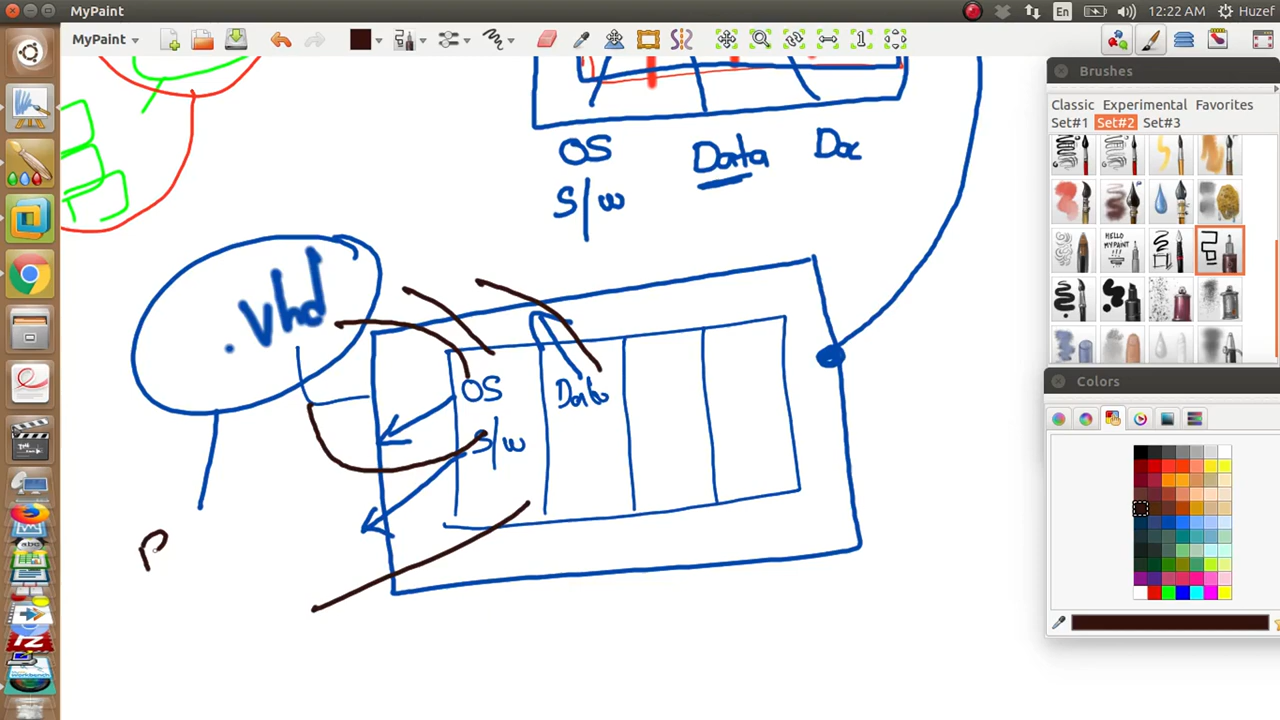 MyPaint
En
12:22 AM
Huzef
MyPaint
Brushes
Classic Experimental Favorites
Set#1 Set#2 Set#3
HELLO
MYPAINT
!!!
OS Data Doc
S/W
.vhd
OS Data
S/W
P
Colors